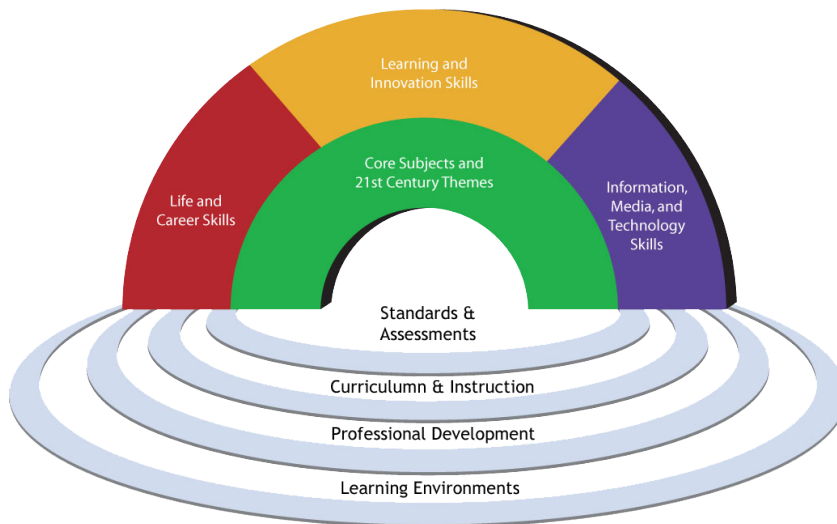 Learning and
Innovation Skills
Core Subjects and
21st Century Themes
Life and
Career Skills
Information,
Media, and
Technology
Skills
Standards &
Assessments
Curriculumn & Instruction
Professional Development
Learning Environments